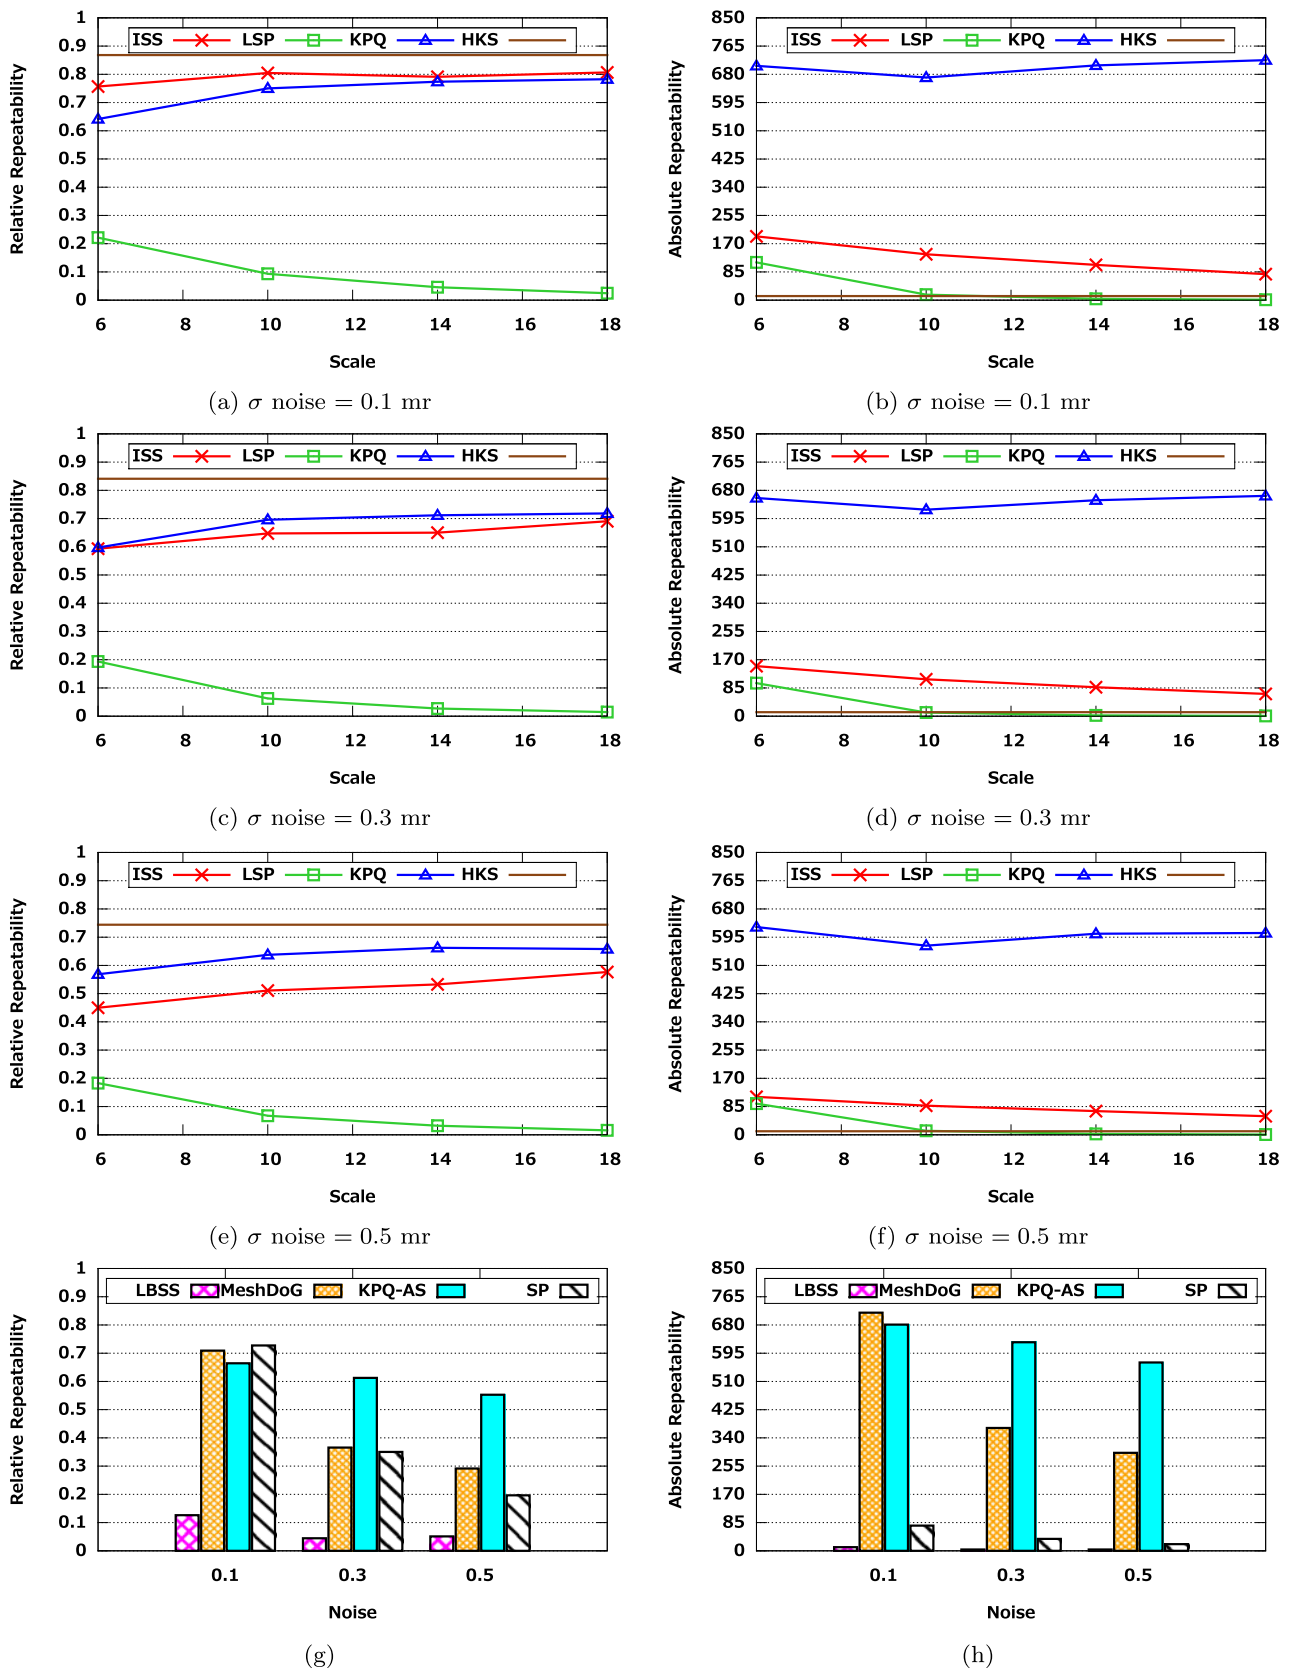 Relative Repeatability
1
0.9
0.8
0.7
0.6
0.5
0.4
0.3
0.2
0.1
0
ISS LSP KPQ HKS
6 8 10 12 14 16 18
Scale
(a) σ noise = 0.1 mr
Absolute Repeatability
850
765
680
595
510
425
340
255
170
85
0
ISS LSP KPQ HKS
6 8 10 12 14 16 18
Scale
(b) σ noise = 0.1 mr
Relative Repeatability
1
0.9
0.8
0.7
0.6
0.5
0.4
0.3
0.2
0.1
0
ISS LSP KPQ HKS
6 8 10 12 14 16 18
Scale
(c) σ noise = 0.3 mr
Absolute Repeatability
850
765
680
595
510
425
340
255
170
85
0
ISS LSP KPQ HKS
6 8 10 12 14 16 18
Scale
(d) σ noise = 0.3 mr
Relative Repeatability
1
0.9
0.8
0.7
0.6
0.5
0.4
0.3
0.2
0.1
0
ISS LSP KPQ HKS
6 8 10 12 14 16 18
Scale
(e) σ noise = 0.5 mr
Absolute Repeatability
850
765
680
595
510
425
340
255
170
85
0
ISS LSP KPQ HKS
6 8 10 12 14 16 18
Scale
(f) σ noise = 0.5 mr
Relative Repeatability
1
0.9
0.8
0.7
0.6
0.5
0.4
0.3
0.2
0.1
0
LBSS MeshDoG KPQ-AS SP
0.1 0.3 0.5
Noise
(g)
Absolute Repeatability
850
765
680
595
510
425
340
255
170
85
0
LBSS MeshDoG KPQ-AS SP
0.1 0.3 0.5
Noise
(h)